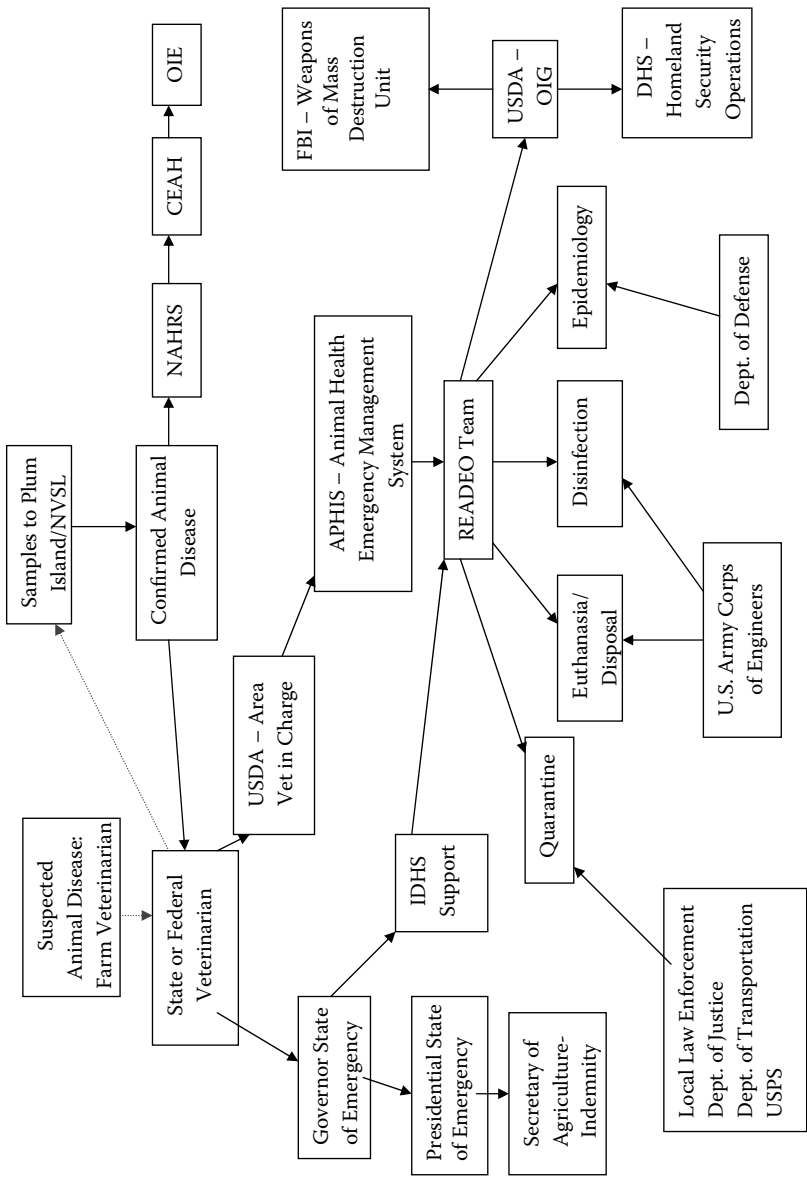 Suspected
Animal Disease:
Farm Veterinarian
Samples to Plum
Island/NVSL
State or Federal
Veterinarian
Confirmed Animal
Disease
NAHRS
CEAH
OIE
USDA – Area
Vet in Charge
Governor State
of Emergency
IDHS
Support
APHIS – Animal Health
Emergency Management
System
FBI – Weapons
of Mass
Destruction
Unit
Presidential State
of Emergency
READEO Team
USDA –
OIG
Secretary of
Agriculture-
Indemnity
Quarantine
Euthanasia/
Disposal
Disinfection
Epidemiology
DHS –
Homeland
Security
Operations
Local Law Enforcement
Dept. of Justice
Dept. of Transportation
USPS
U.S. Army Corps
of Engineers
Dept. of Defense